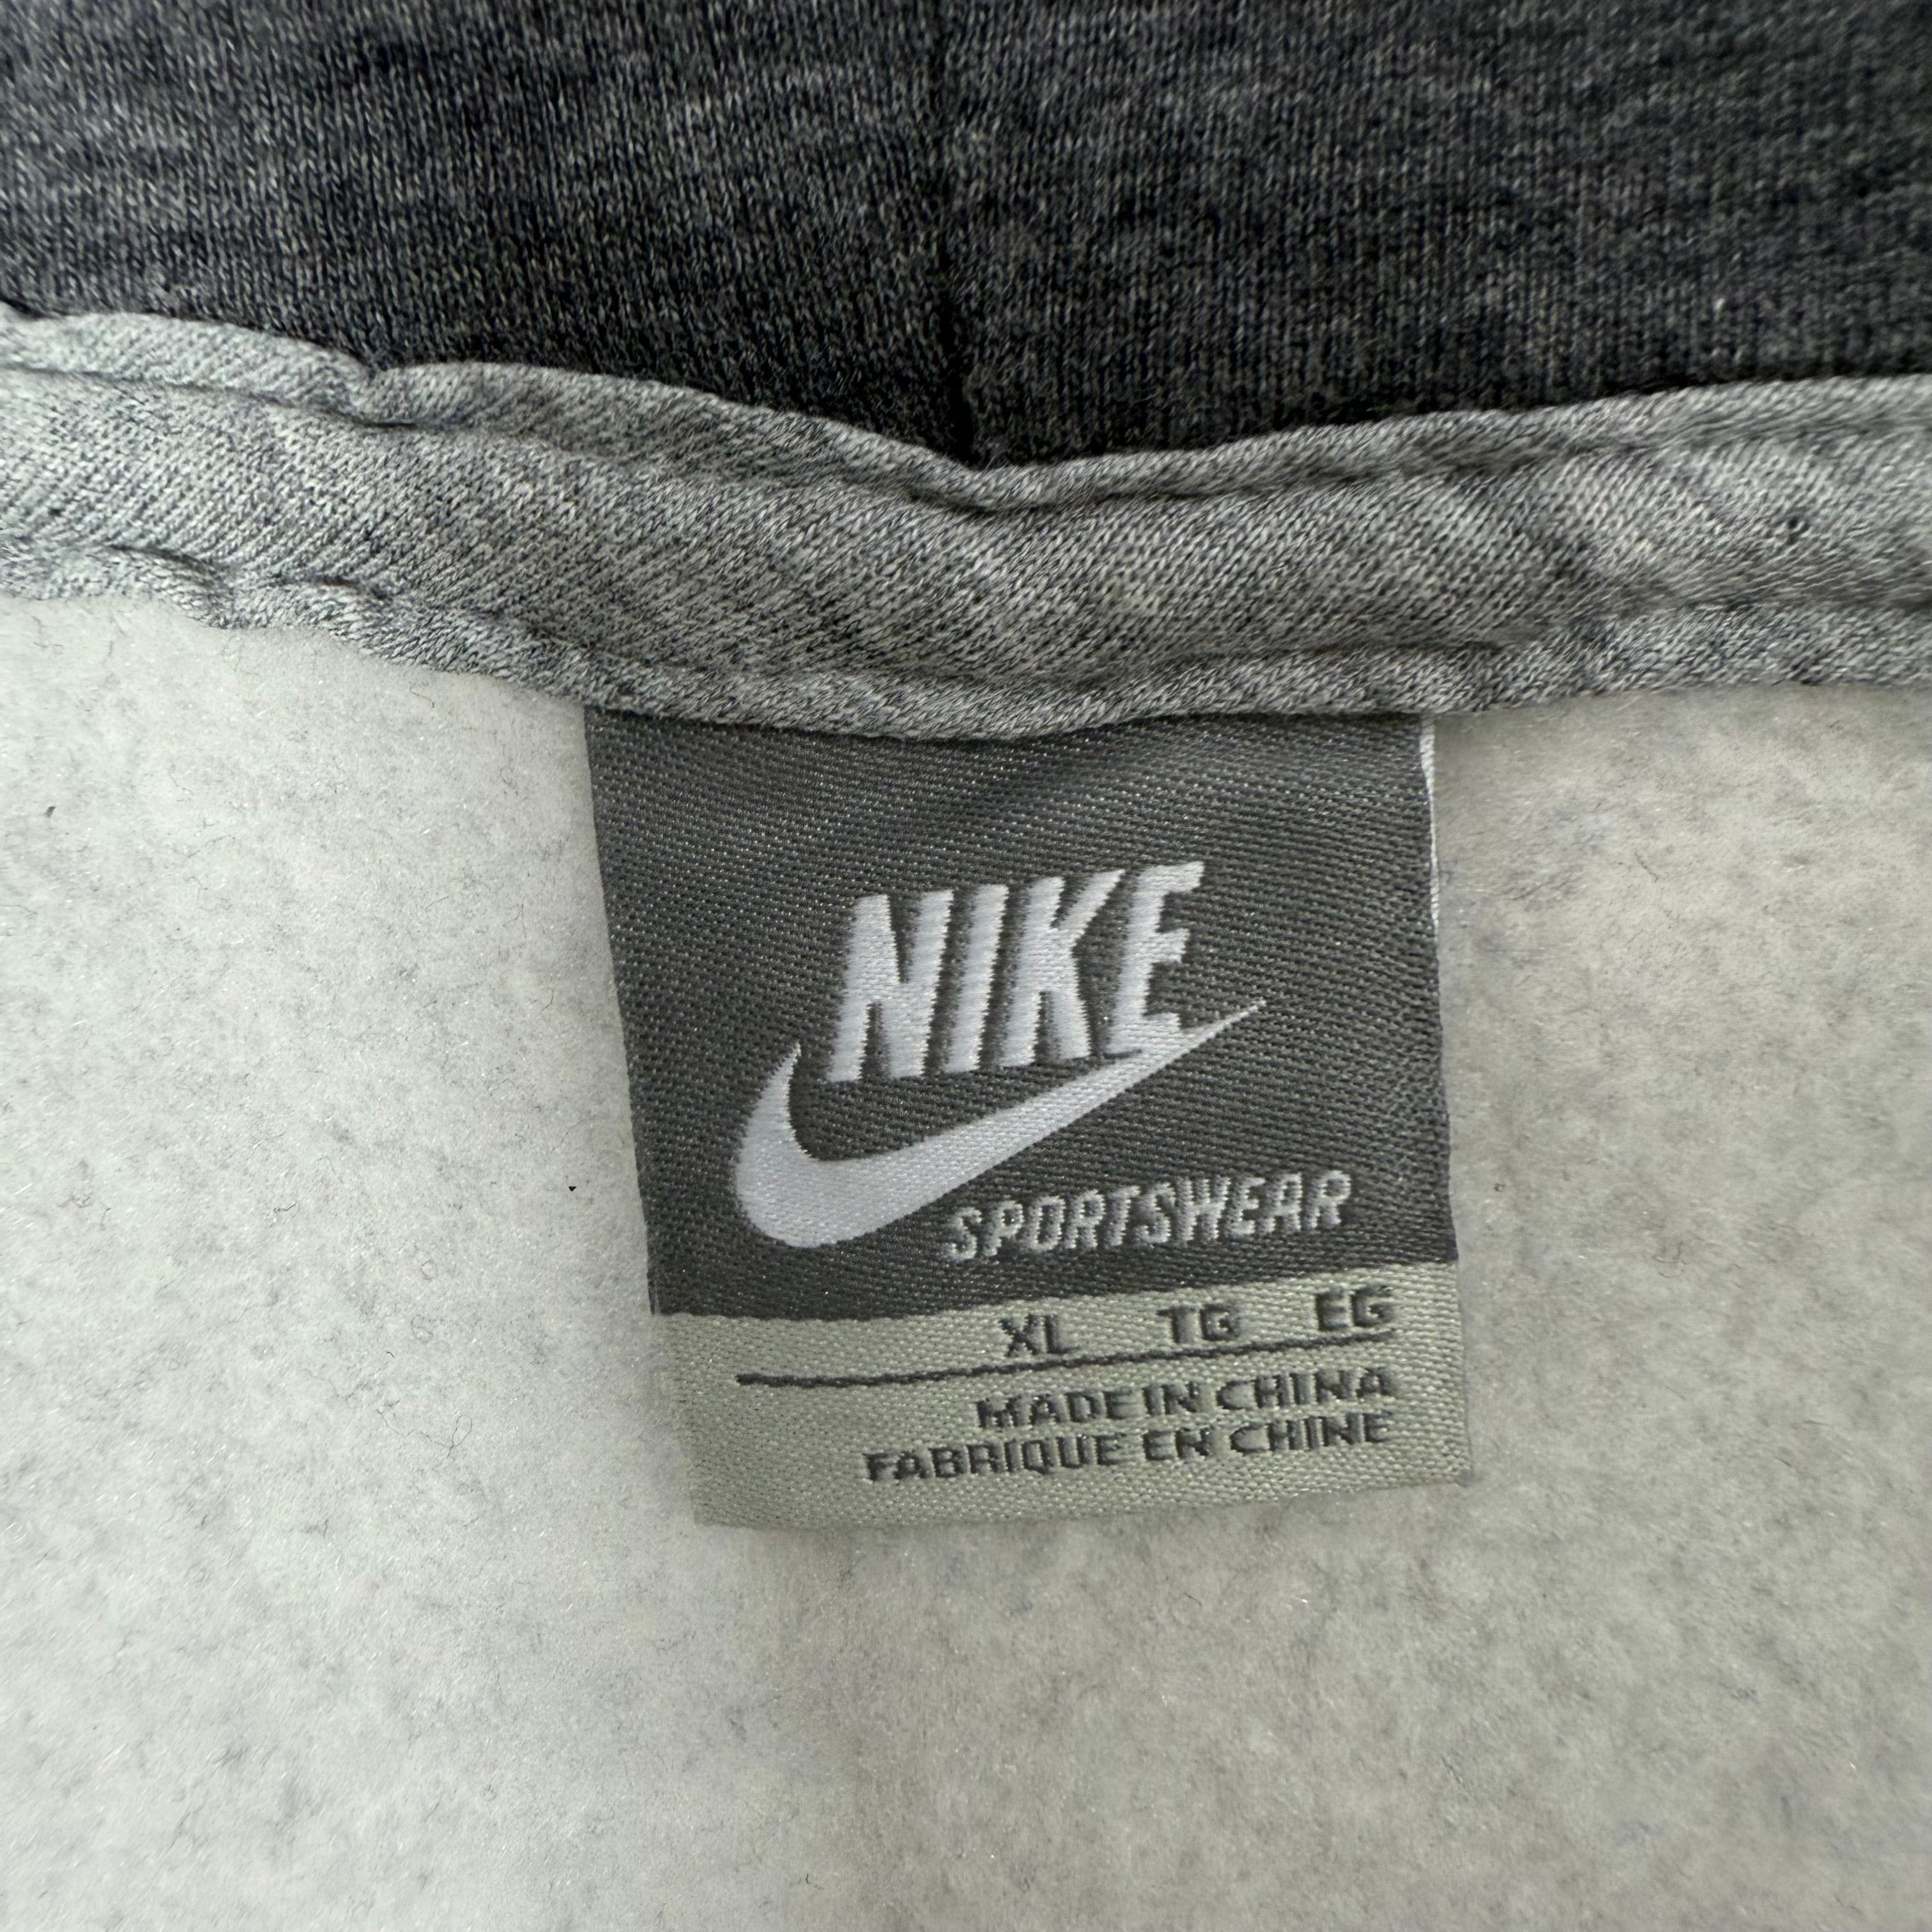 NIKE
SPORTSWEAR
XL TG EG
MADE IN CHINA
FABRIQUE EN CHINE